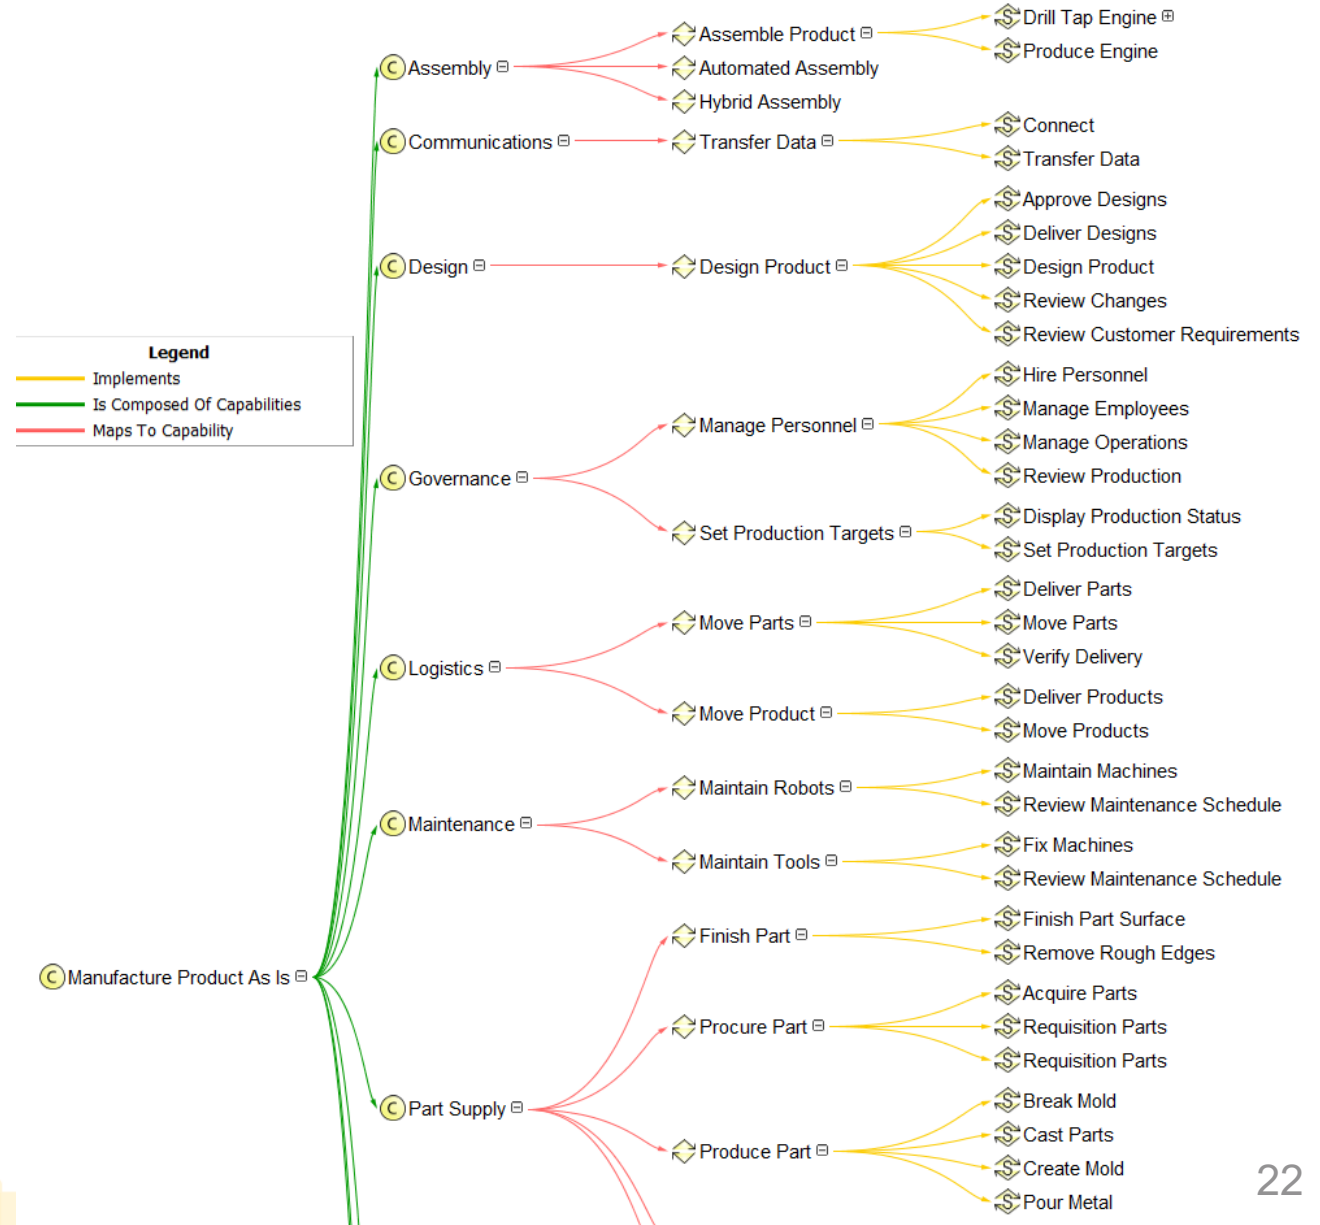 Manufacture Product As Is
Legend
Implements
Is Composed Of Capabilities
Maps To Capability
C Assembly
Assemble Product
S Drill Tap Engine
S Produce Engine
Automated Assembly
Hybrid Assembly
C Communications
Transfer Data
S Connect
S Transfer Data
C Design
Design Product
S Approve Designs
S Deliver Designs
S Design Product
S Review Changes
S Review Customer Requirements
C Governance
Manage Personnel
S Hire Personnel
S Manage Employees
S Manage Operations
S Review Production
Set Production Targets
S Display Production Status
S Set Production Targets
C Logistics
Move Parts
S Deliver Parts
S Move Parts
S Verify Delivery
Move Product
S Deliver Products
S Move Products
C Maintenance
Maintain Robots
S Maintain Machines
S Review Maintenance Schedule
Maintain Tools
S Fix Machines
S Review Maintenance Schedule
C Part Supply
Finish Part
S Finish Part Surface
S Remove Rough Edges
Procure Part
S Acquire Parts
S Requisition Parts
S Requisition Parts
Produce Part
S Break Mold
S Cast Parts
S Create Mold
S Pour Metal
22